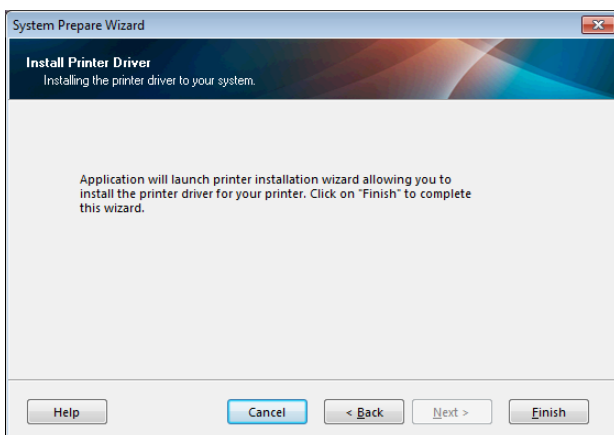 System Prepare Wizard
Install Printer Driver
Installing the printer driver to your system.
Application will launch printer installation wizard allowing you to
install the printer driver for your printer. Click on "Finish" to complete
this wizard.
Help Cancel < Back Next > Finish